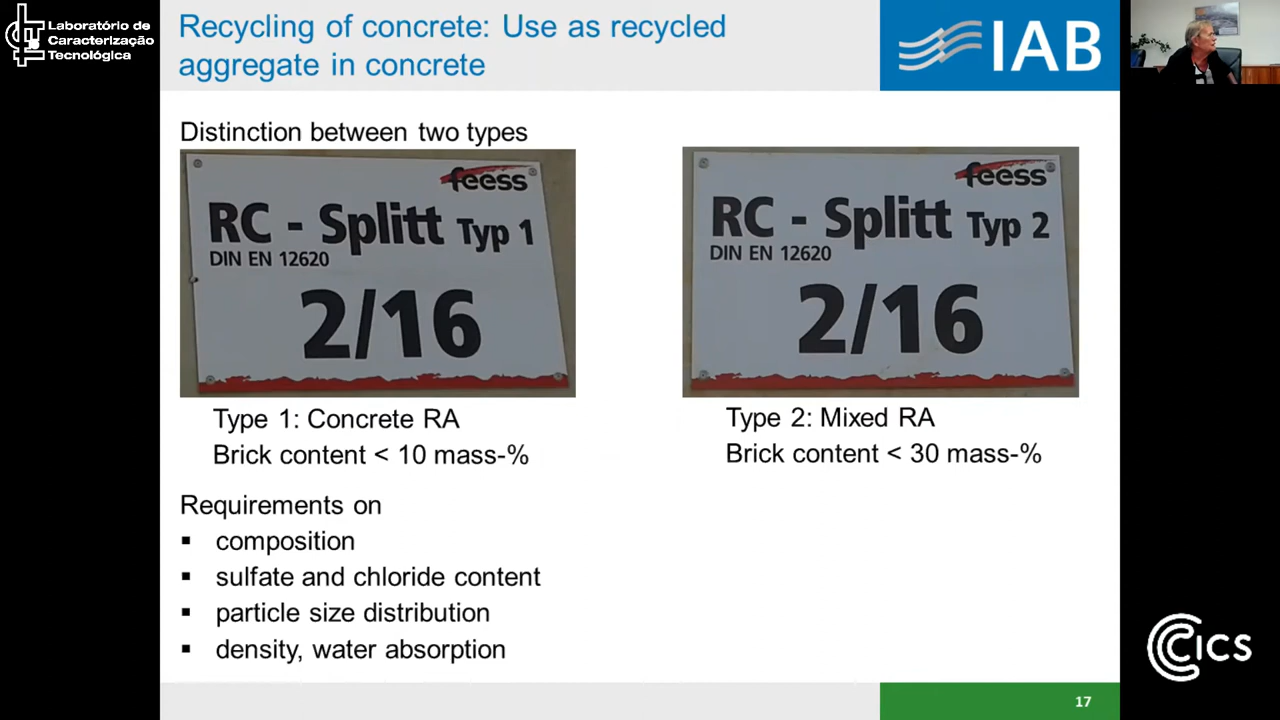 Laboratório de
Caracterização
Tecnológica
Recycling of concrete: Use as recycled
aggregate in concrete
IAB
Distinction between two types
feess
RC - Splitt Typ 1
DIN EN 12620
2/16
feess
RC - Splitt Typ 2
DIN EN 12620
2/16
Type 1: Concrete RA
Brick content < 10 mass-%
Type 2: Mixed RA
Brick content < 30 mass-%
Requirements on
▪ composition
▪ sulfate and chloride content
▪ particle size distribution
▪ density, water absorption
CICS
17